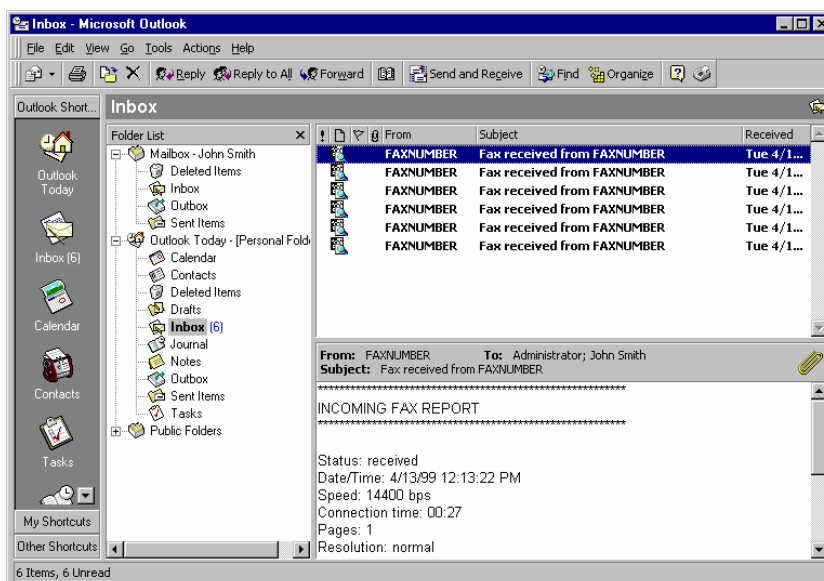 Inbox - Microsoft Outlook
File Edit View Go Tools Actions Help
Reply Reply to All Forward Send and Receive Find Organize
Outlook Short... Inbox
Outlook Today
Inbox (6)
Calendar
Contacts
Tasks
My Shortcuts
Other Shortcuts
Folder List
Mailbox - John Smith
Deleted Items
Inbox
Outbox
Sent Items
Outlook Today - [Personal Fold
Calendar
Contacts
Deleted Items
Drafts
Inbox (6)
Journal
Notes
Outbox
Sent Items
Tasks
Public Folders
! From Subject Received
FAXNUMBER Fax received from FAXNUMBER Tue 4/1...
FAXNUMBER Fax received from FAXNUMBER Tue 4/1...
FAXNUMBER Fax received from FAXNUMBER Tue 4/1...
FAXNUMBER Fax received from FAXNUMBER Tue 4/1...
FAXNUMBER Fax received from FAXNUMBER Tue 4/1...
FAXNUMBER Fax received from FAXNUMBER Tue 4/1...
From: FAXNUMBER To: Administrator; John Smith
Subject: Fax received from FAXNUMBER
**************************************************************
INCOMING FAX REPORT
**************************************************************
Status: received
Date/Time: 4/13/99 12:13:22 PM
Speed: 14400 bps
Connection time: 00:27
Pages: 1
Resolution: normal
6 Items, 6 Unread